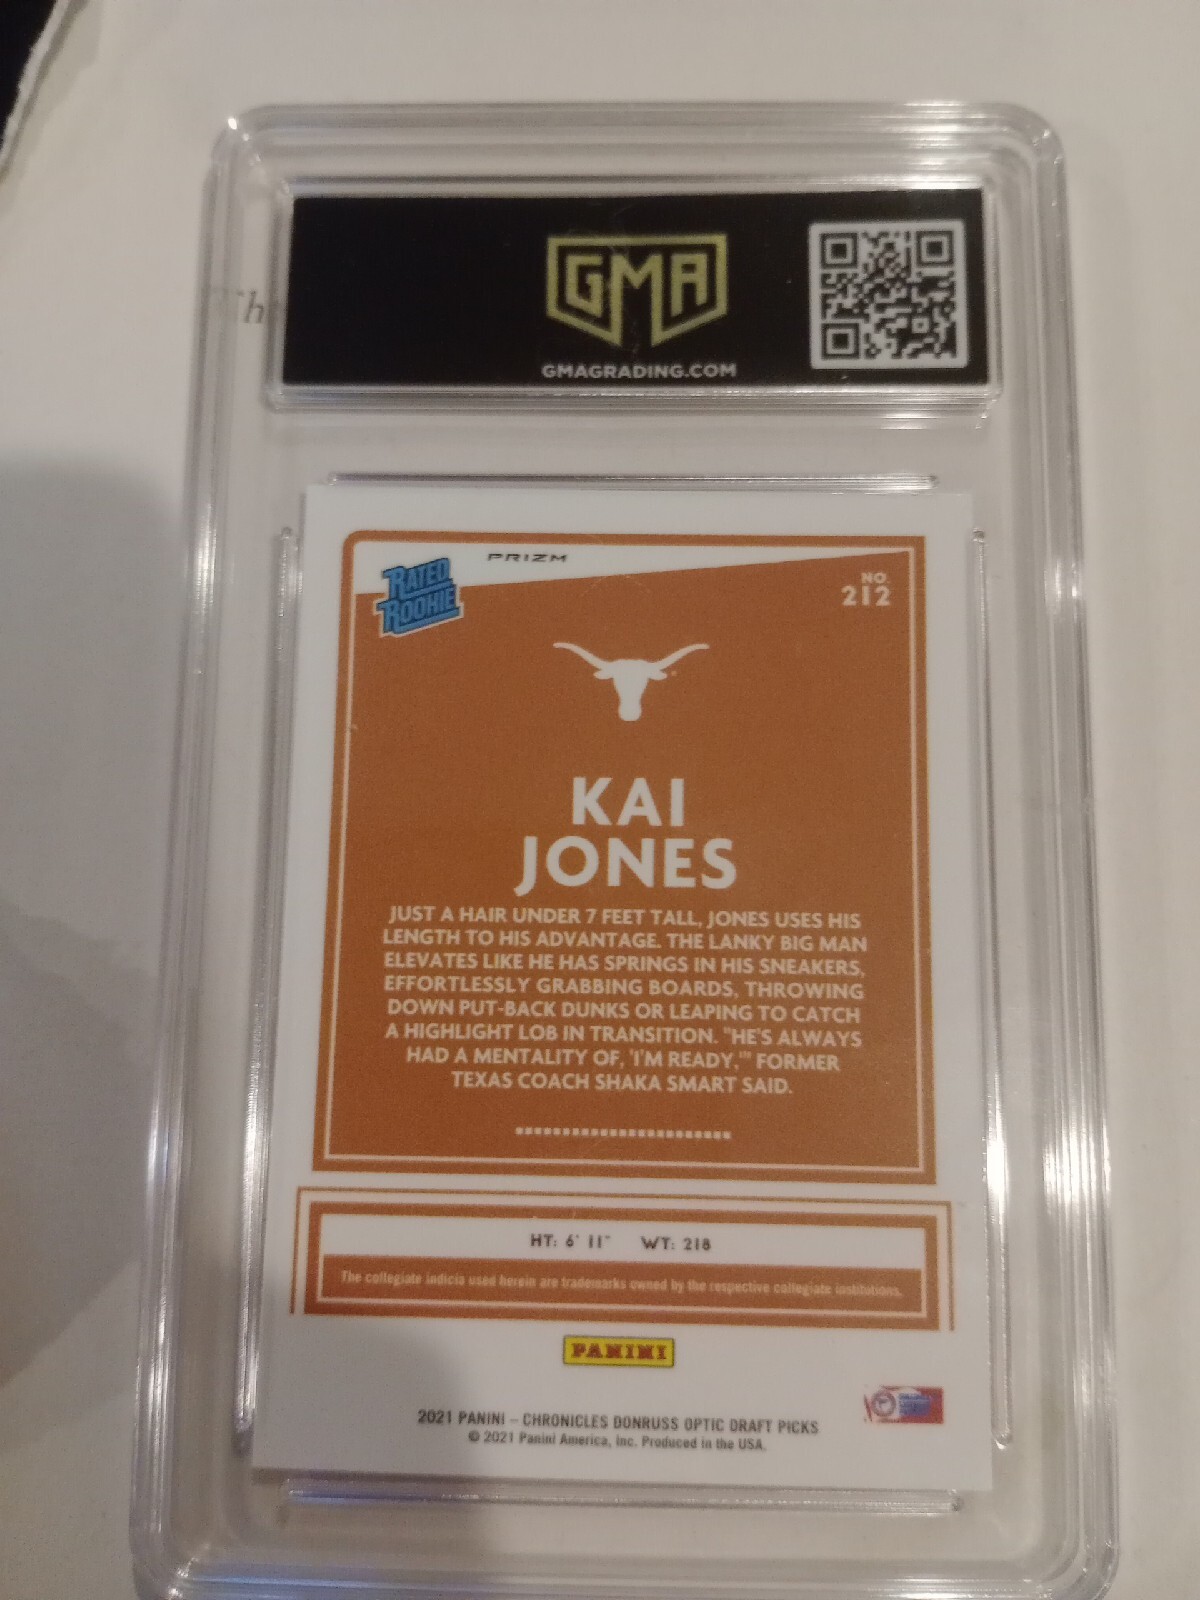 GMA
GMAGRADING.COM
Th
RATED
ROOKIE
PRIZM
NO.
212
KAI
JONES
JUST A HAIR UNDER 7 FEET TALL, JONES USES HIS
LENGTH TO HIS ADVANTAGE. THE LANKY BIG MAN
ELEVATES LIKE HE HAS SPRINGS IN HIS SNEAKERS,
EFFORTLESSLY GRABBING BOARDS, THROWING
DOWN PUT-BACK DUNKS OR LEAPING TO CATCH
A HIGHLIGHT LOB IN TRANSITION. "HE'S ALWAYS
HAD A MENTALITY OF, 'I'M READY,'" FORMER
TEXAS COACH SHAKA SMART SAID.
HT: 6' 11" WT: 218
The collegiate indicia used herein are trademarks owned by the respective collegiate institutions.
PANINI
2021 PANINI – CHRONICLES DONRUSS OPTIC DRAFT PICKS
© 2021 Panini America, Inc. Produced in the USA.